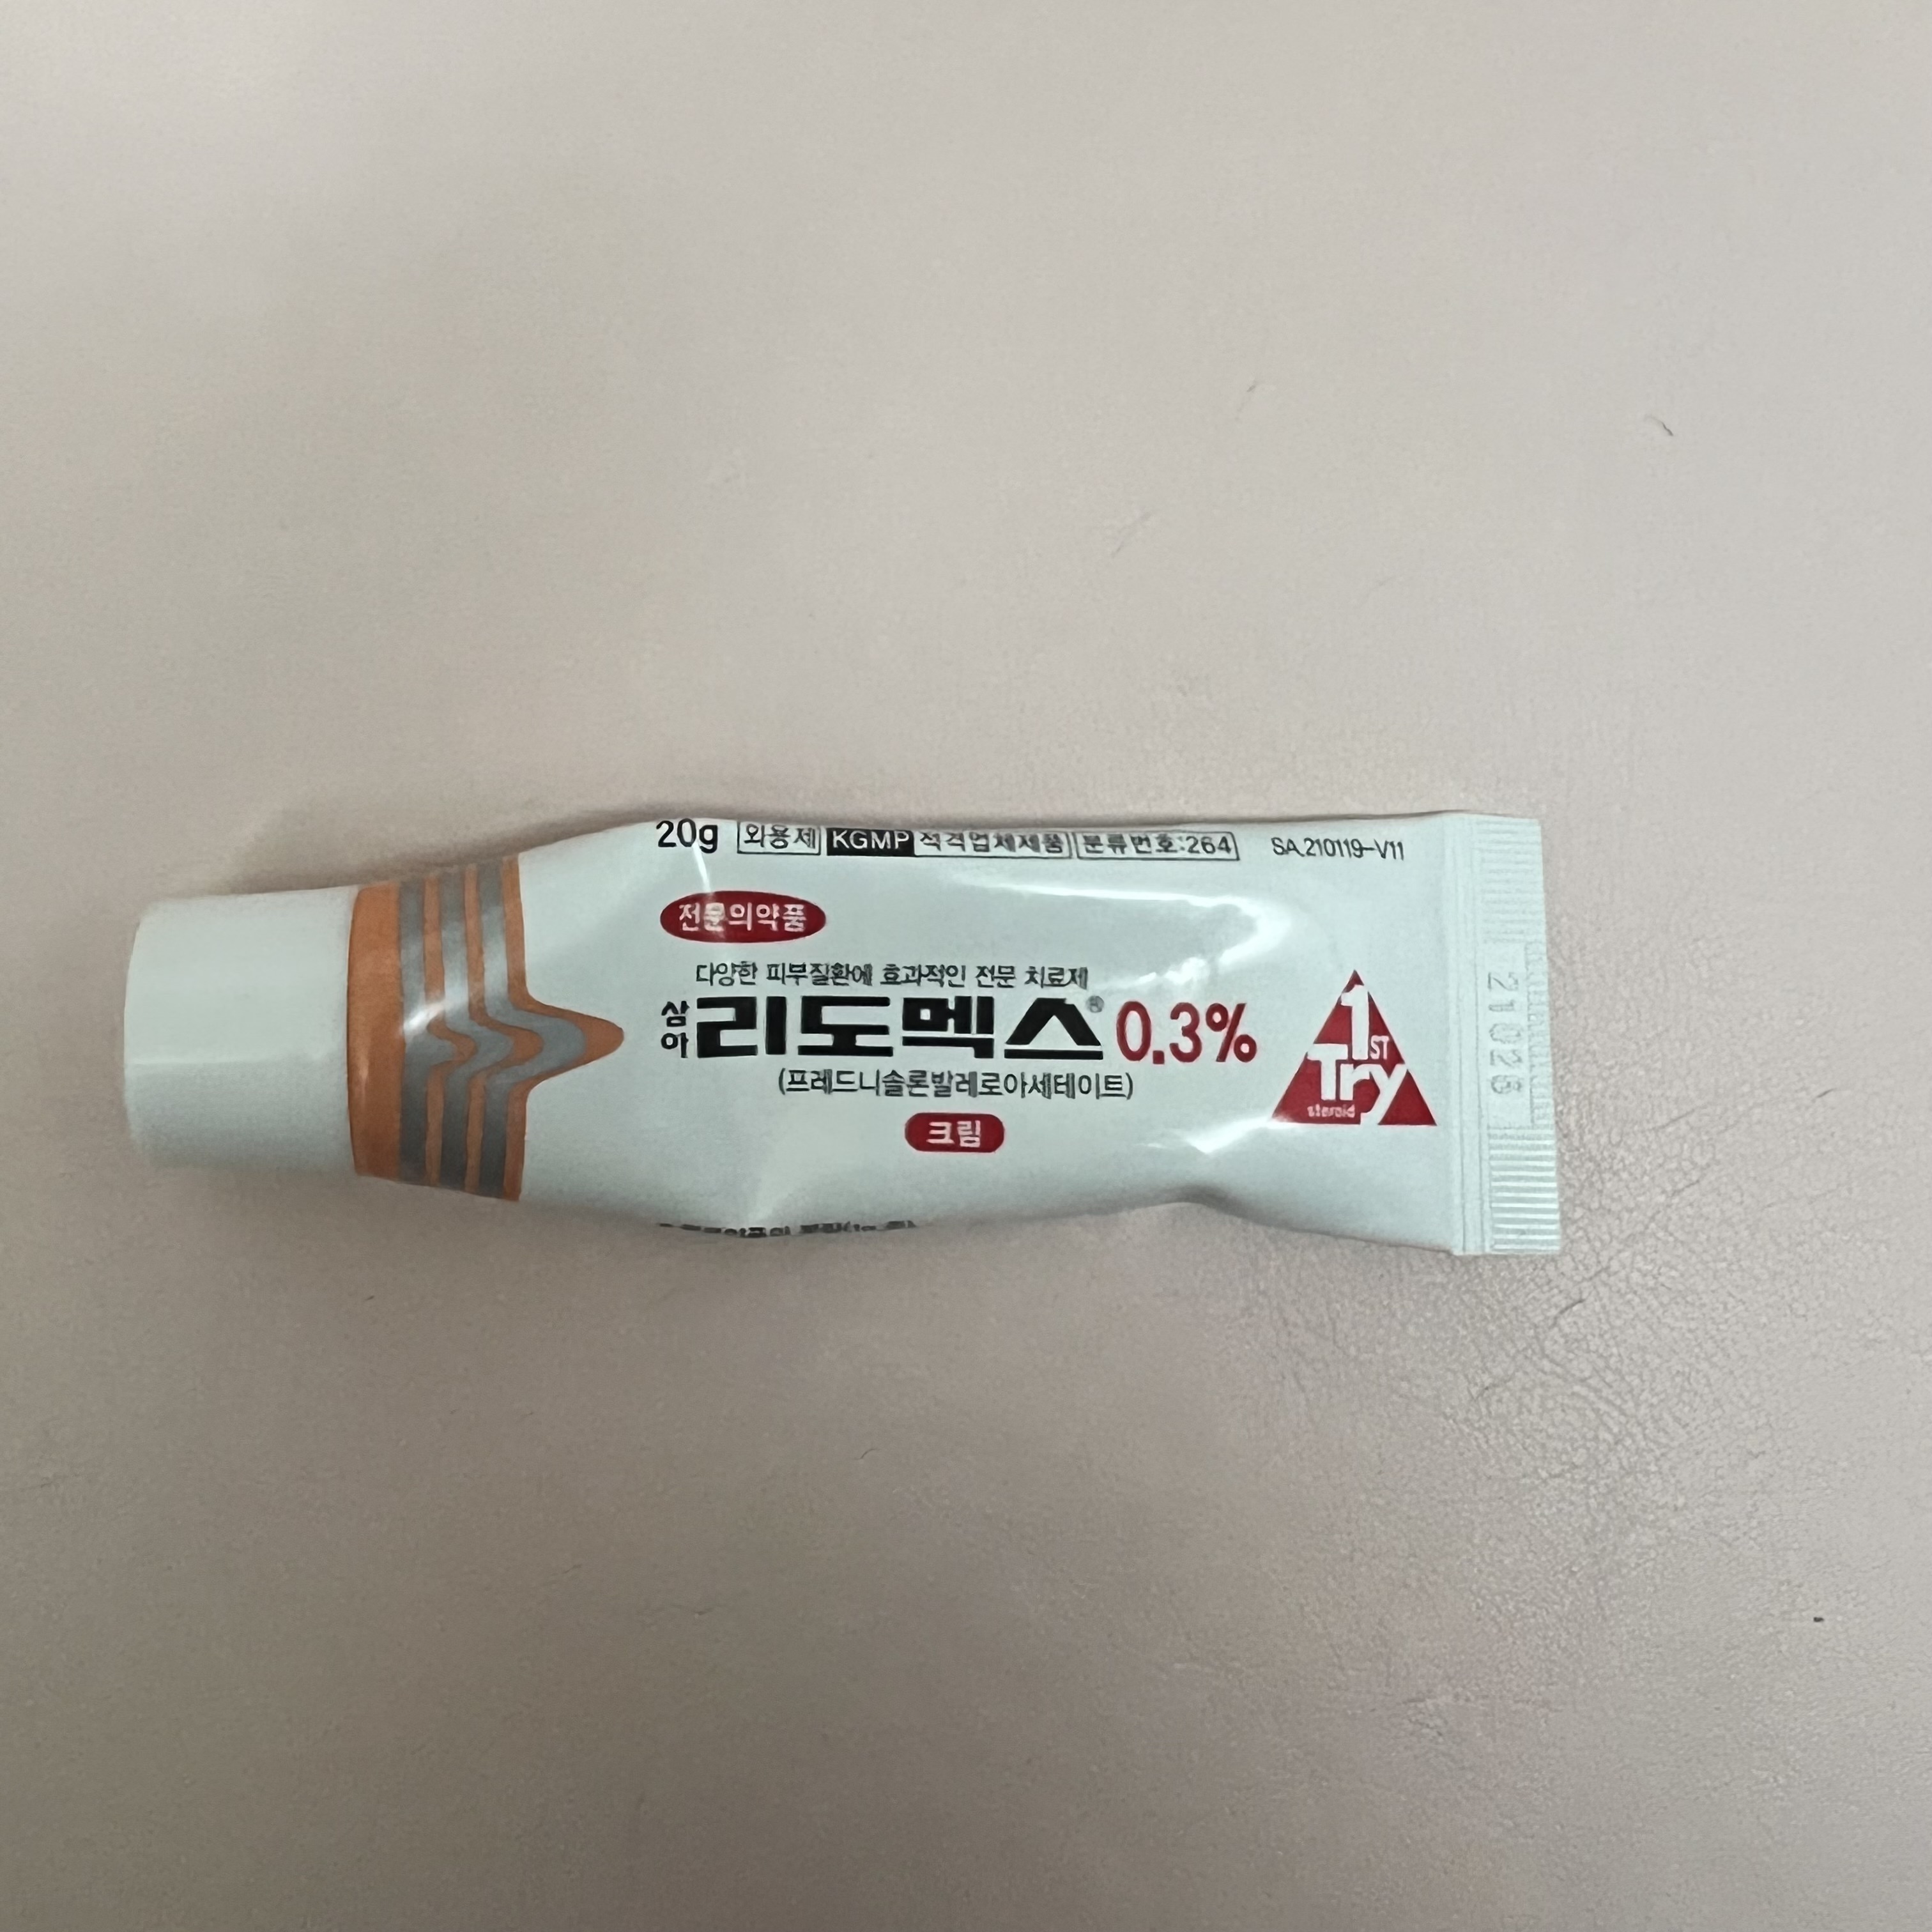 20g 외용제 KGMP 적격업체제품 분류번호:264 SA.210119-V11
전문의약품
다양한 피부질환에 효과적인 전문 치료제
삼아 리도멕스® 0.3%
(프레드니솔론발레로아세테이트)
크림
1ST
Try
steroid